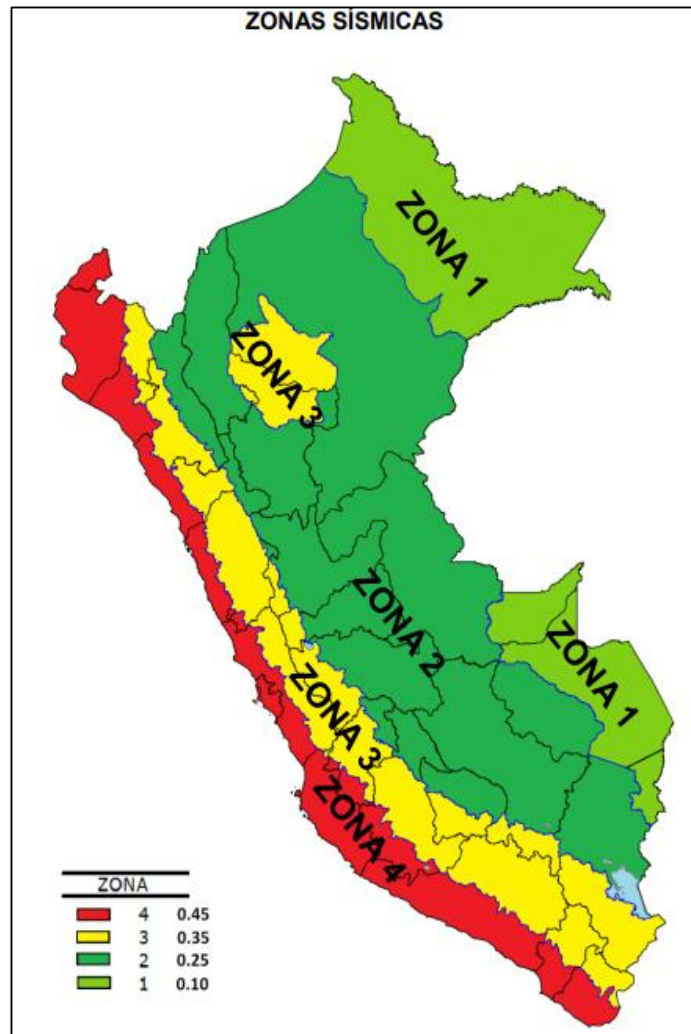 ZONAS SÍSMICAS
ZONA 1
ZONA 3
ZONA 2
ZONA 1
ZONA 3
ZONA 4
ZONA
4 0.45
3 0.35
2 0.25
1 0.10